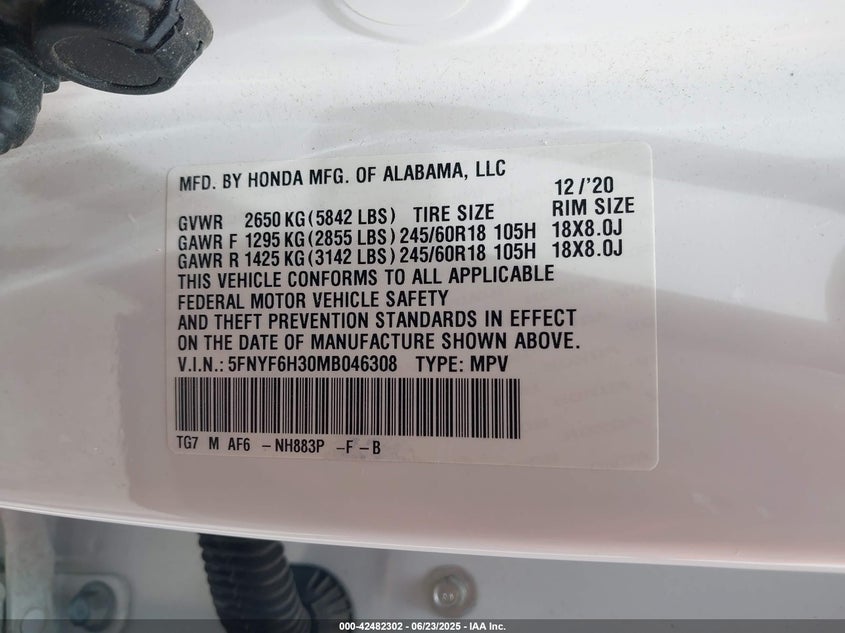 MFD. BY HONDA MFG. OF ALABAMA, LLC
12/'20
GVWR 2650 KG (5842 LBS) TIRE SIZE RIM SIZE
GAWR F 1295 KG (2855 LBS) 245/60R18 105H 18X8.0J
GAWR R 1425 KG (3142 LBS) 245/60R18 105H 18X8.0J
THIS VEHICLE CONFORMS TO ALL APPLICABLE
FEDERAL MOTOR VEHICLE SAFETY
AND THEFT PREVENTION STANDARDS IN EFFECT
ON THE DATE OF MANUFACTURE SHOWN ABOVE.
V.I.N.: 5FNYF6H30MB046308 TYPE: MPV
TG7 M AF6 - NH883P -F -B
000-42482302 - 06/23/2025 - IAA Inc.